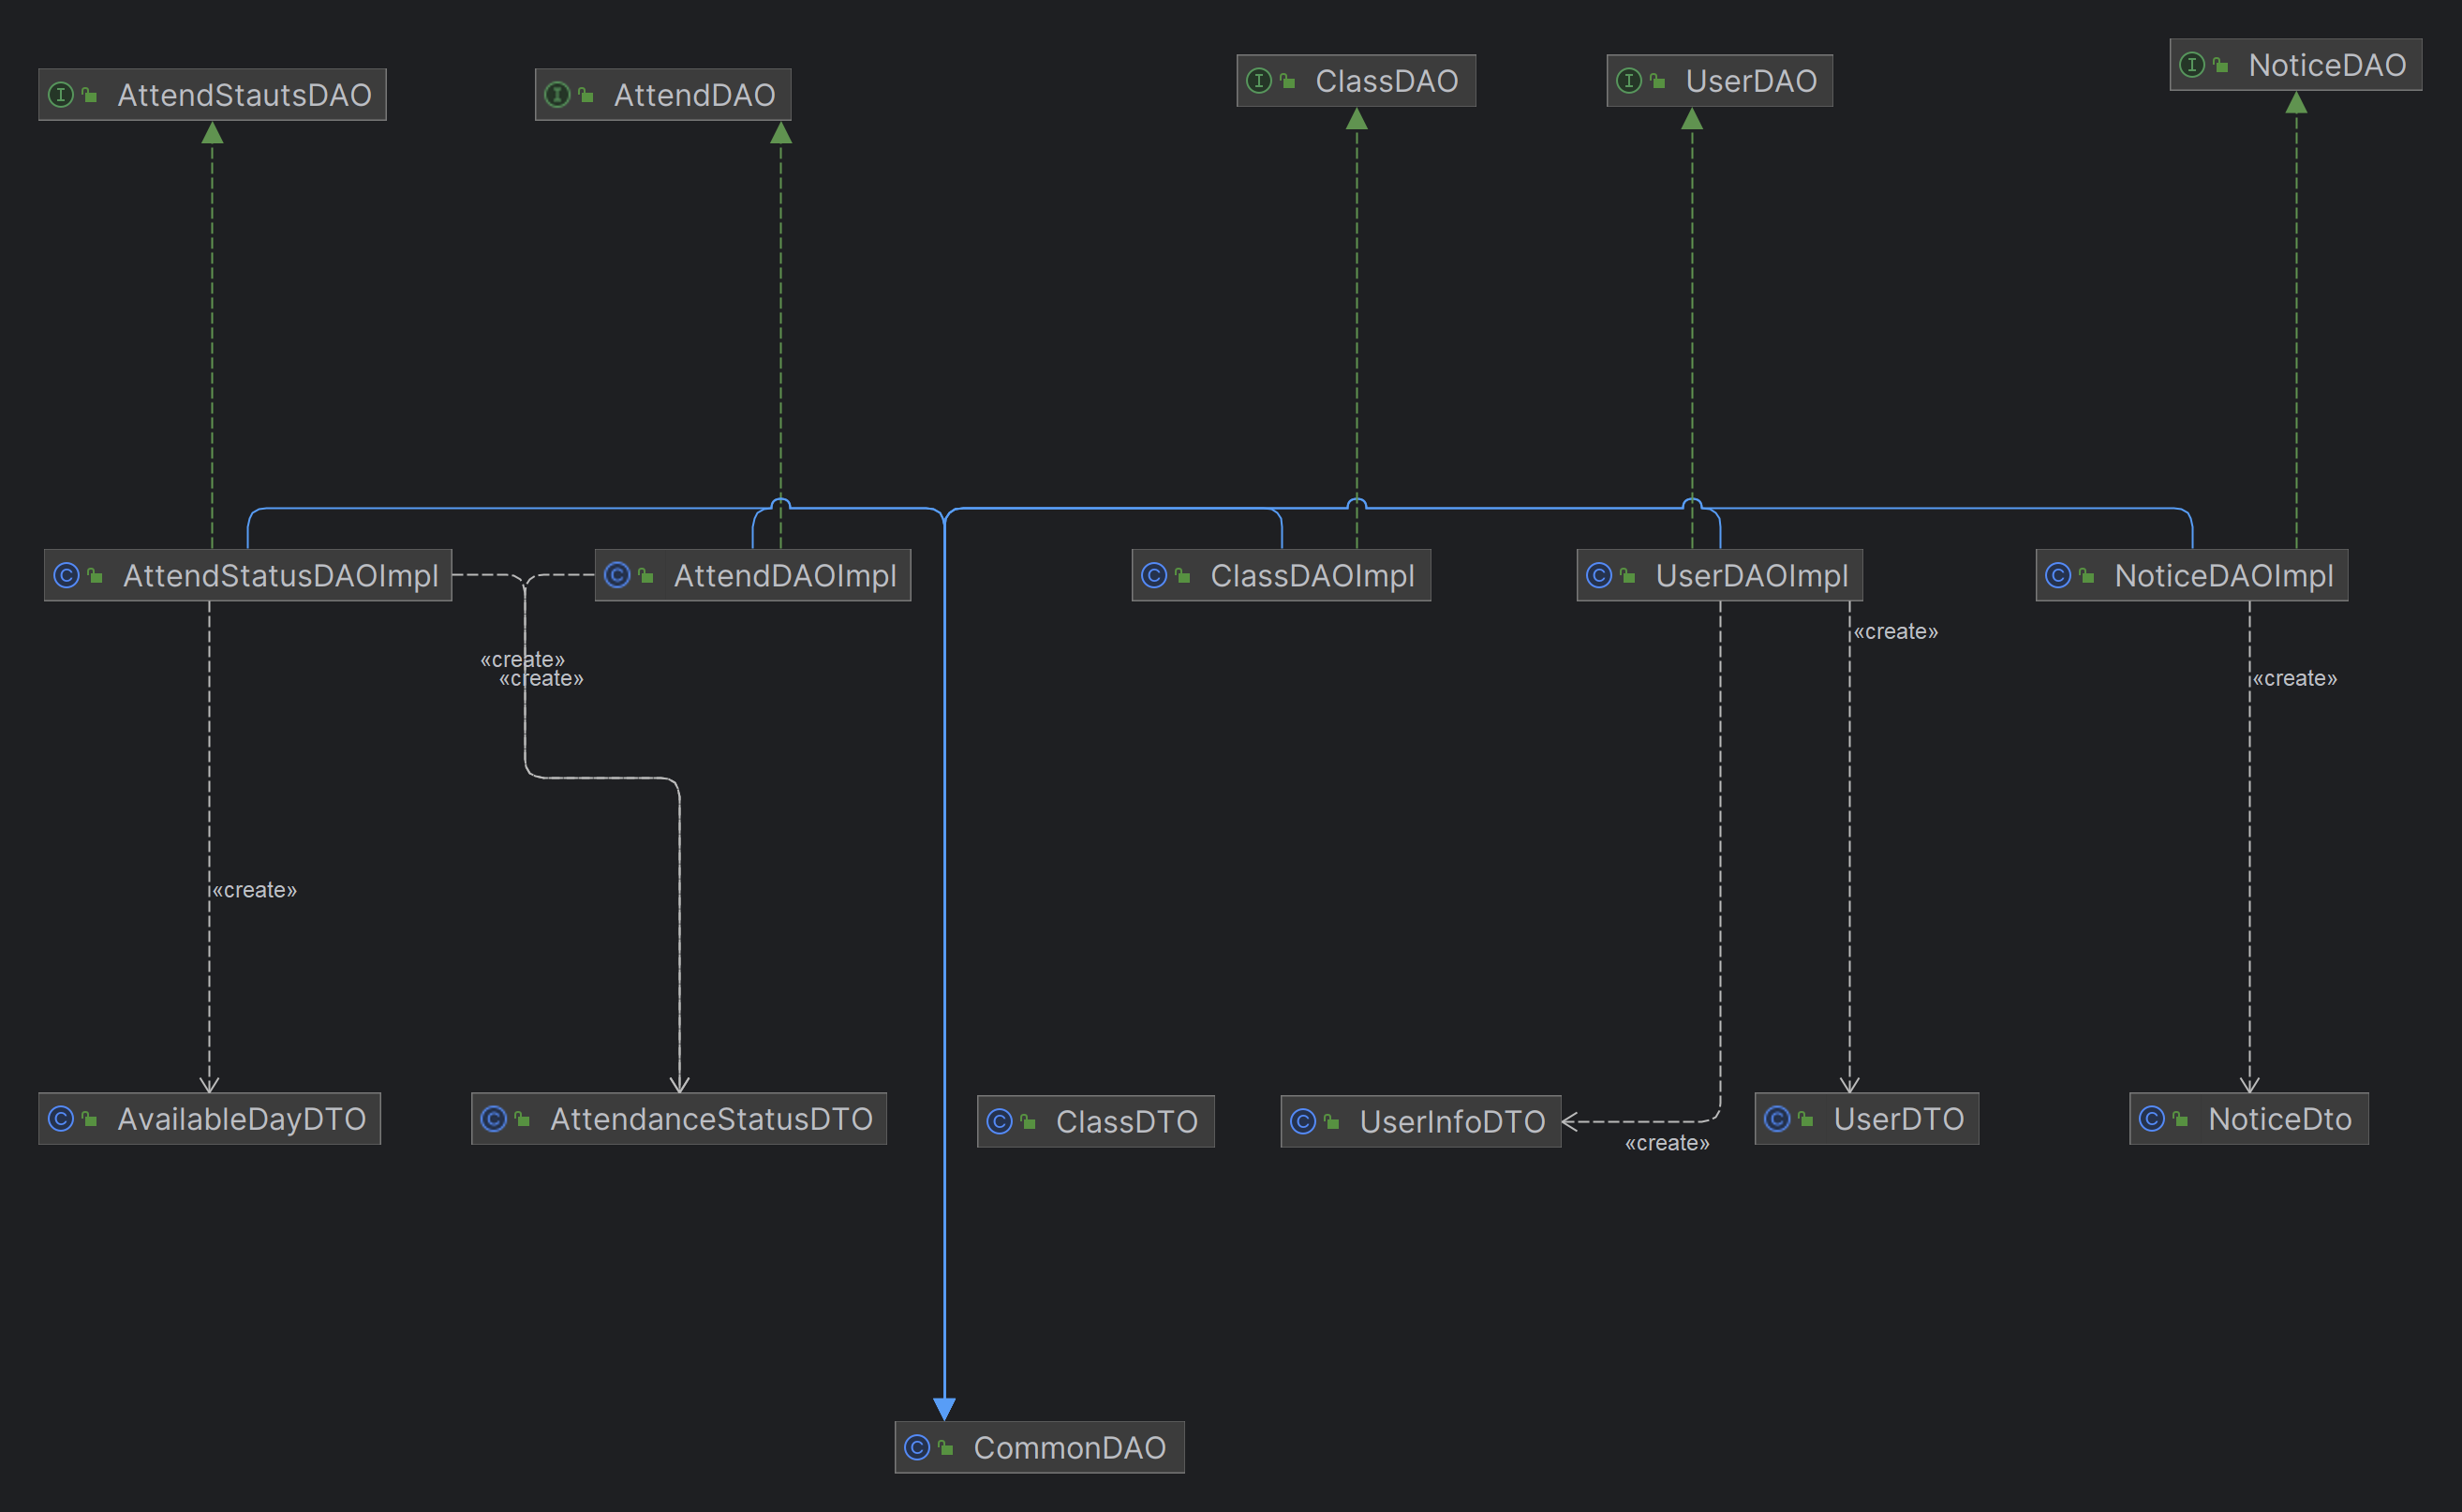 AttendStautsDAO
AttendDAO
ClassDAO
UserDAO
NoticeDAO
AttendStatusDAOImpl
AttendDAOImpl
ClassDAOImpl
UserDAOImpl
NoticeDAOImpl
«create»
«create»
«create»
«create»
«create»
AvailableDayDTO
AttendanceStatusDTO
ClassDTO
UserInfoDTO
«create»
UserDTO
NoticeDto
CommonDAO